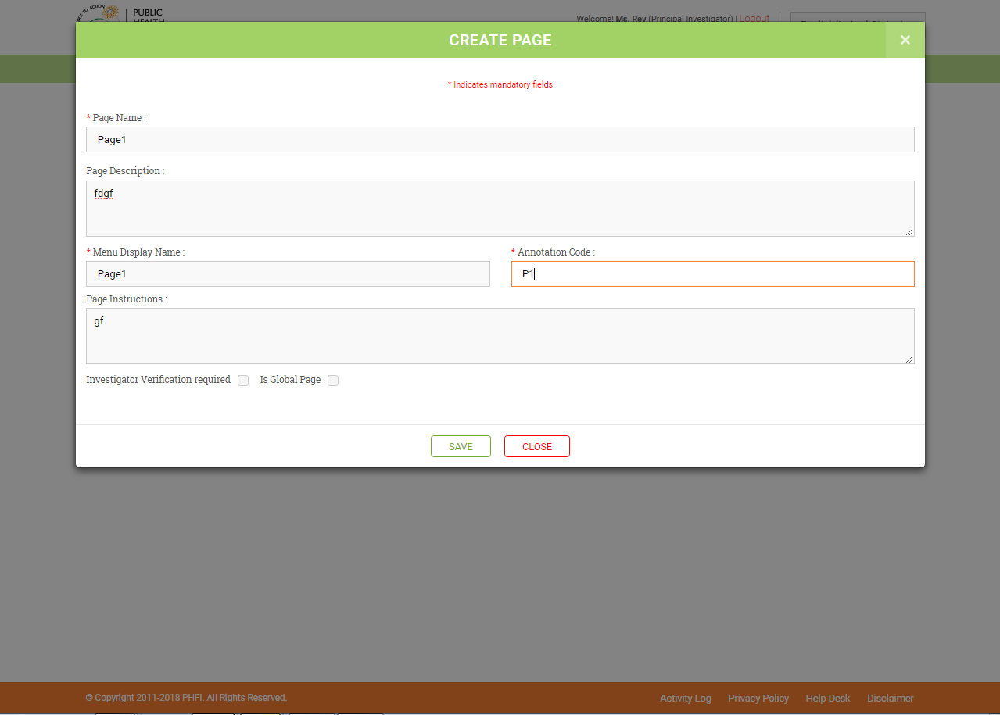 PUBLIC
HEALTH
Welcome! Ms. Rev (Principal Investigator) | Logout
CREATE PAGE
×
* Indicates mandatory fields
* Page Name :
Page1
Page Description :
fdgf
* Menu Display Name :
* Annotation Code :
Page1
P1
Page Instructions :
gf
Investigator Verification required
Is Global Page
SAVE
CLOSE
© Copyright 2011-2018 PHFI. All Rights Reserved.
Activity Log
Privacy Policy
Help Desk
Disclaimer